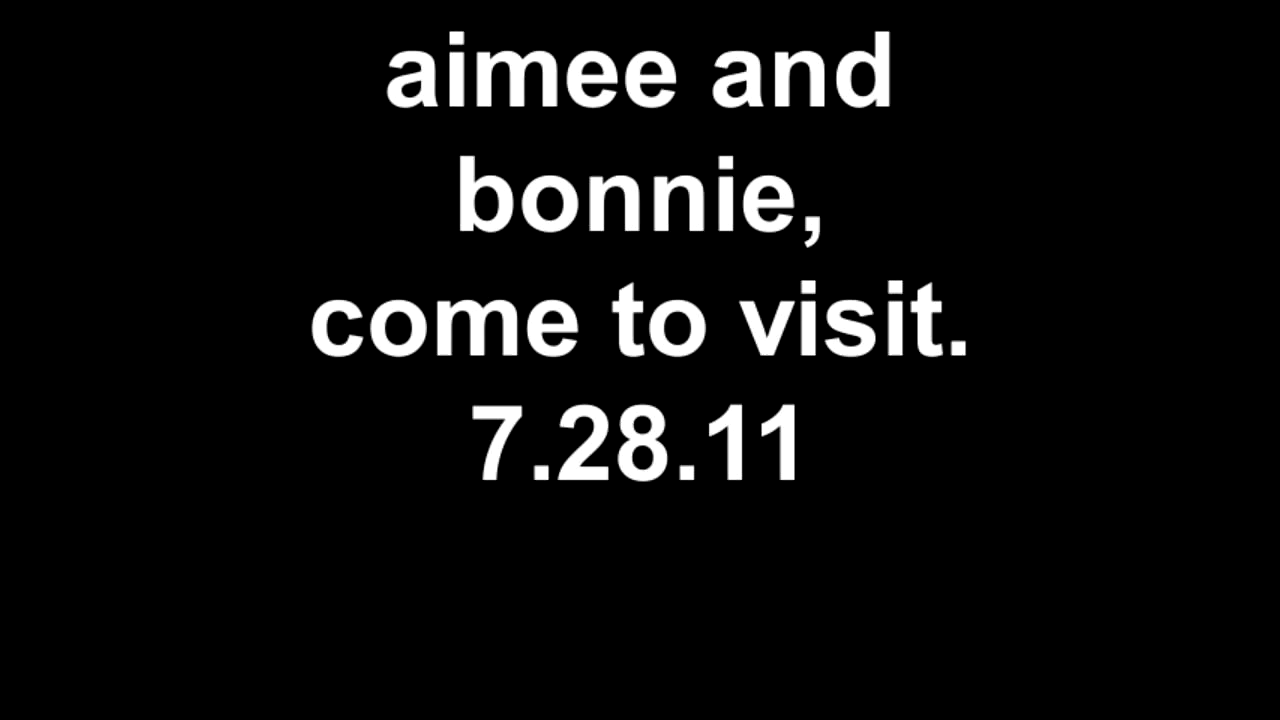 aimee and
bonnie,
come to visit.
7.28.11